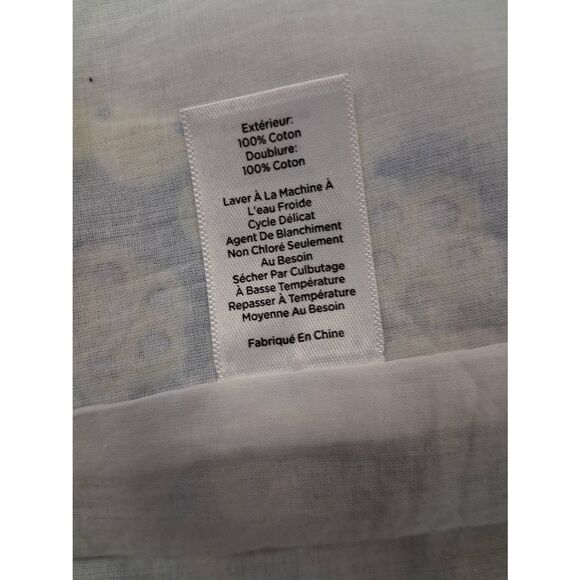 Extérieur:
100% Coton
Doublure:
100% Coton
Laver À La Machine À
L'eau Froide
Cycle Délicat
Agent De Blanchiment
Non Chloré Seulement
Au Besoin
Sécher Par Culbutage
À Basse Température
Repasser À Température
Moyenne Au Besoin
Fabriqué En Chine